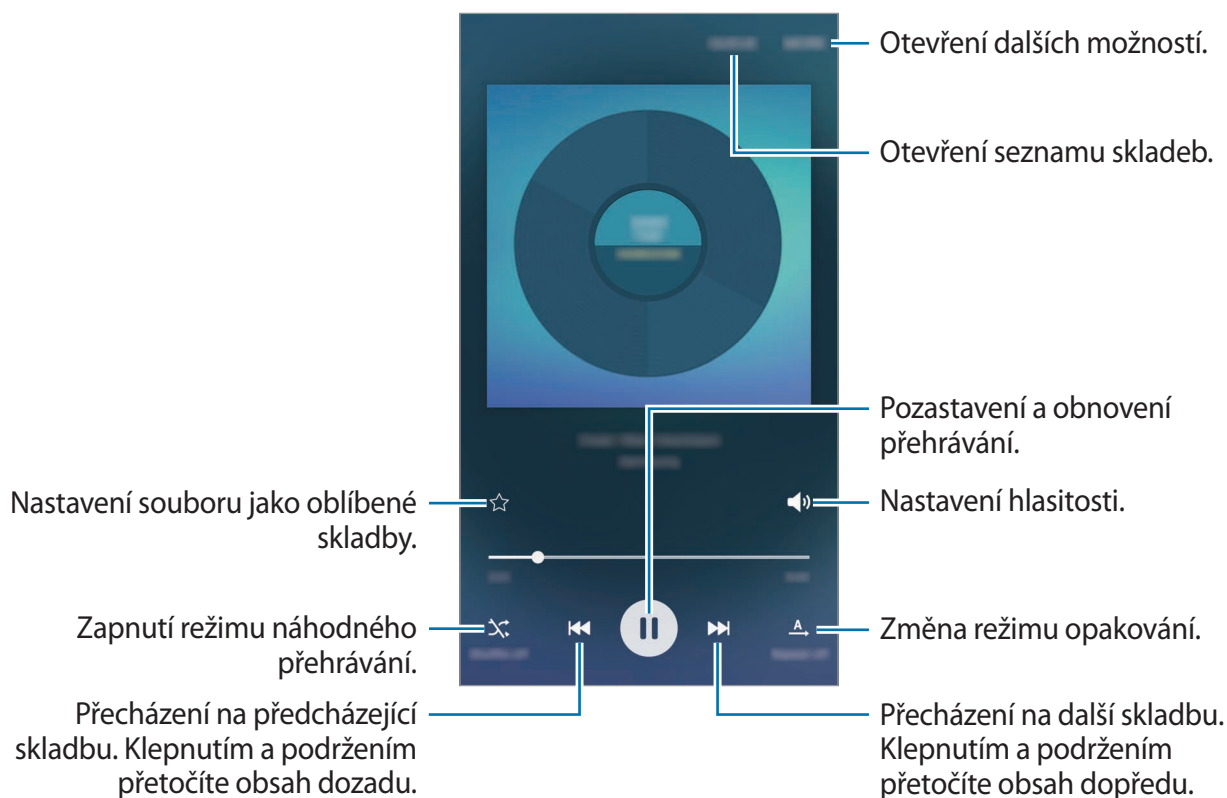 Otevření dalších možností.
Otevření seznamu skladeb.
Pozastavení a obnovení
přehrávání.
Nastavení souboru jako oblíbené
skladby.
Nastavení hlasitosti.
Zapnutí režimu náhodného
přehrávání.
A
Změna režimu opakování.
Přecházení na předcházející
skladbu. Klepnutím a podržením
přetočíte obsah dozadu.
Přecházení na další skladbu.
Klepnutím a podržením
přetočíte obsah dopředu.